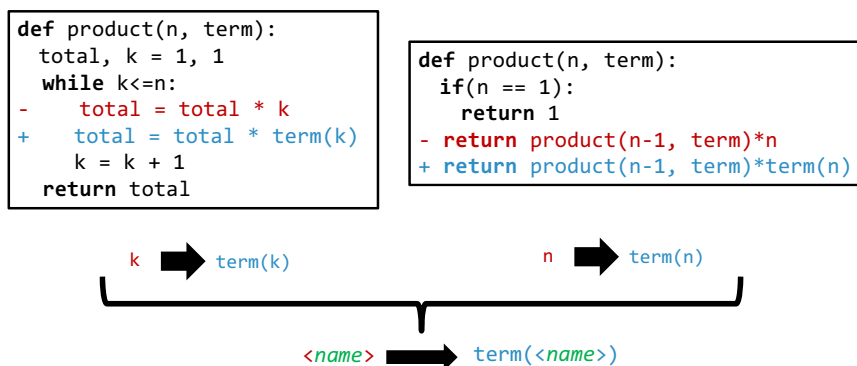 def product(n, term):
total, k = 1, 1
while k<=n:
- total = total * k
+ total = total * term(k)
k = k + 1
return total
def product(n, term):
if(n == 1):
return 1
- return product(n-1, term)*n
+ return product(n-1, term)*term(n)
k term(k)
n term(n)
<name> term(<name>)